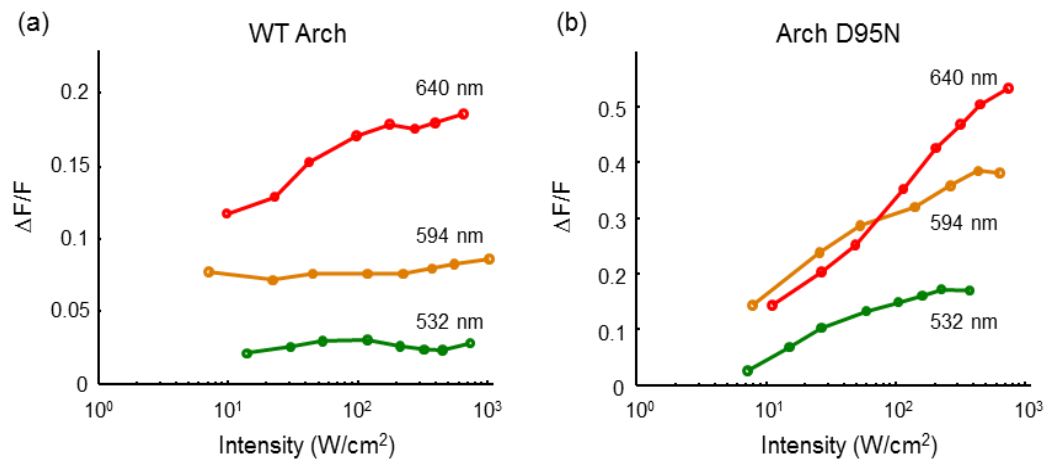 (a)
WT Arch
ΔF/F
0.2
0.15
0.1
0.05
0
640 nm
594 nm
532 nm
10⁰
10¹
10²
10³
Intensity (W/cm²)
(b)
Arch D95N
ΔF/F
0.5
0.4
0.3
0.2
0.1
0
640 nm
594 nm
532 nm
10⁰
10¹
10²
10³
Intensity (W/cm²)